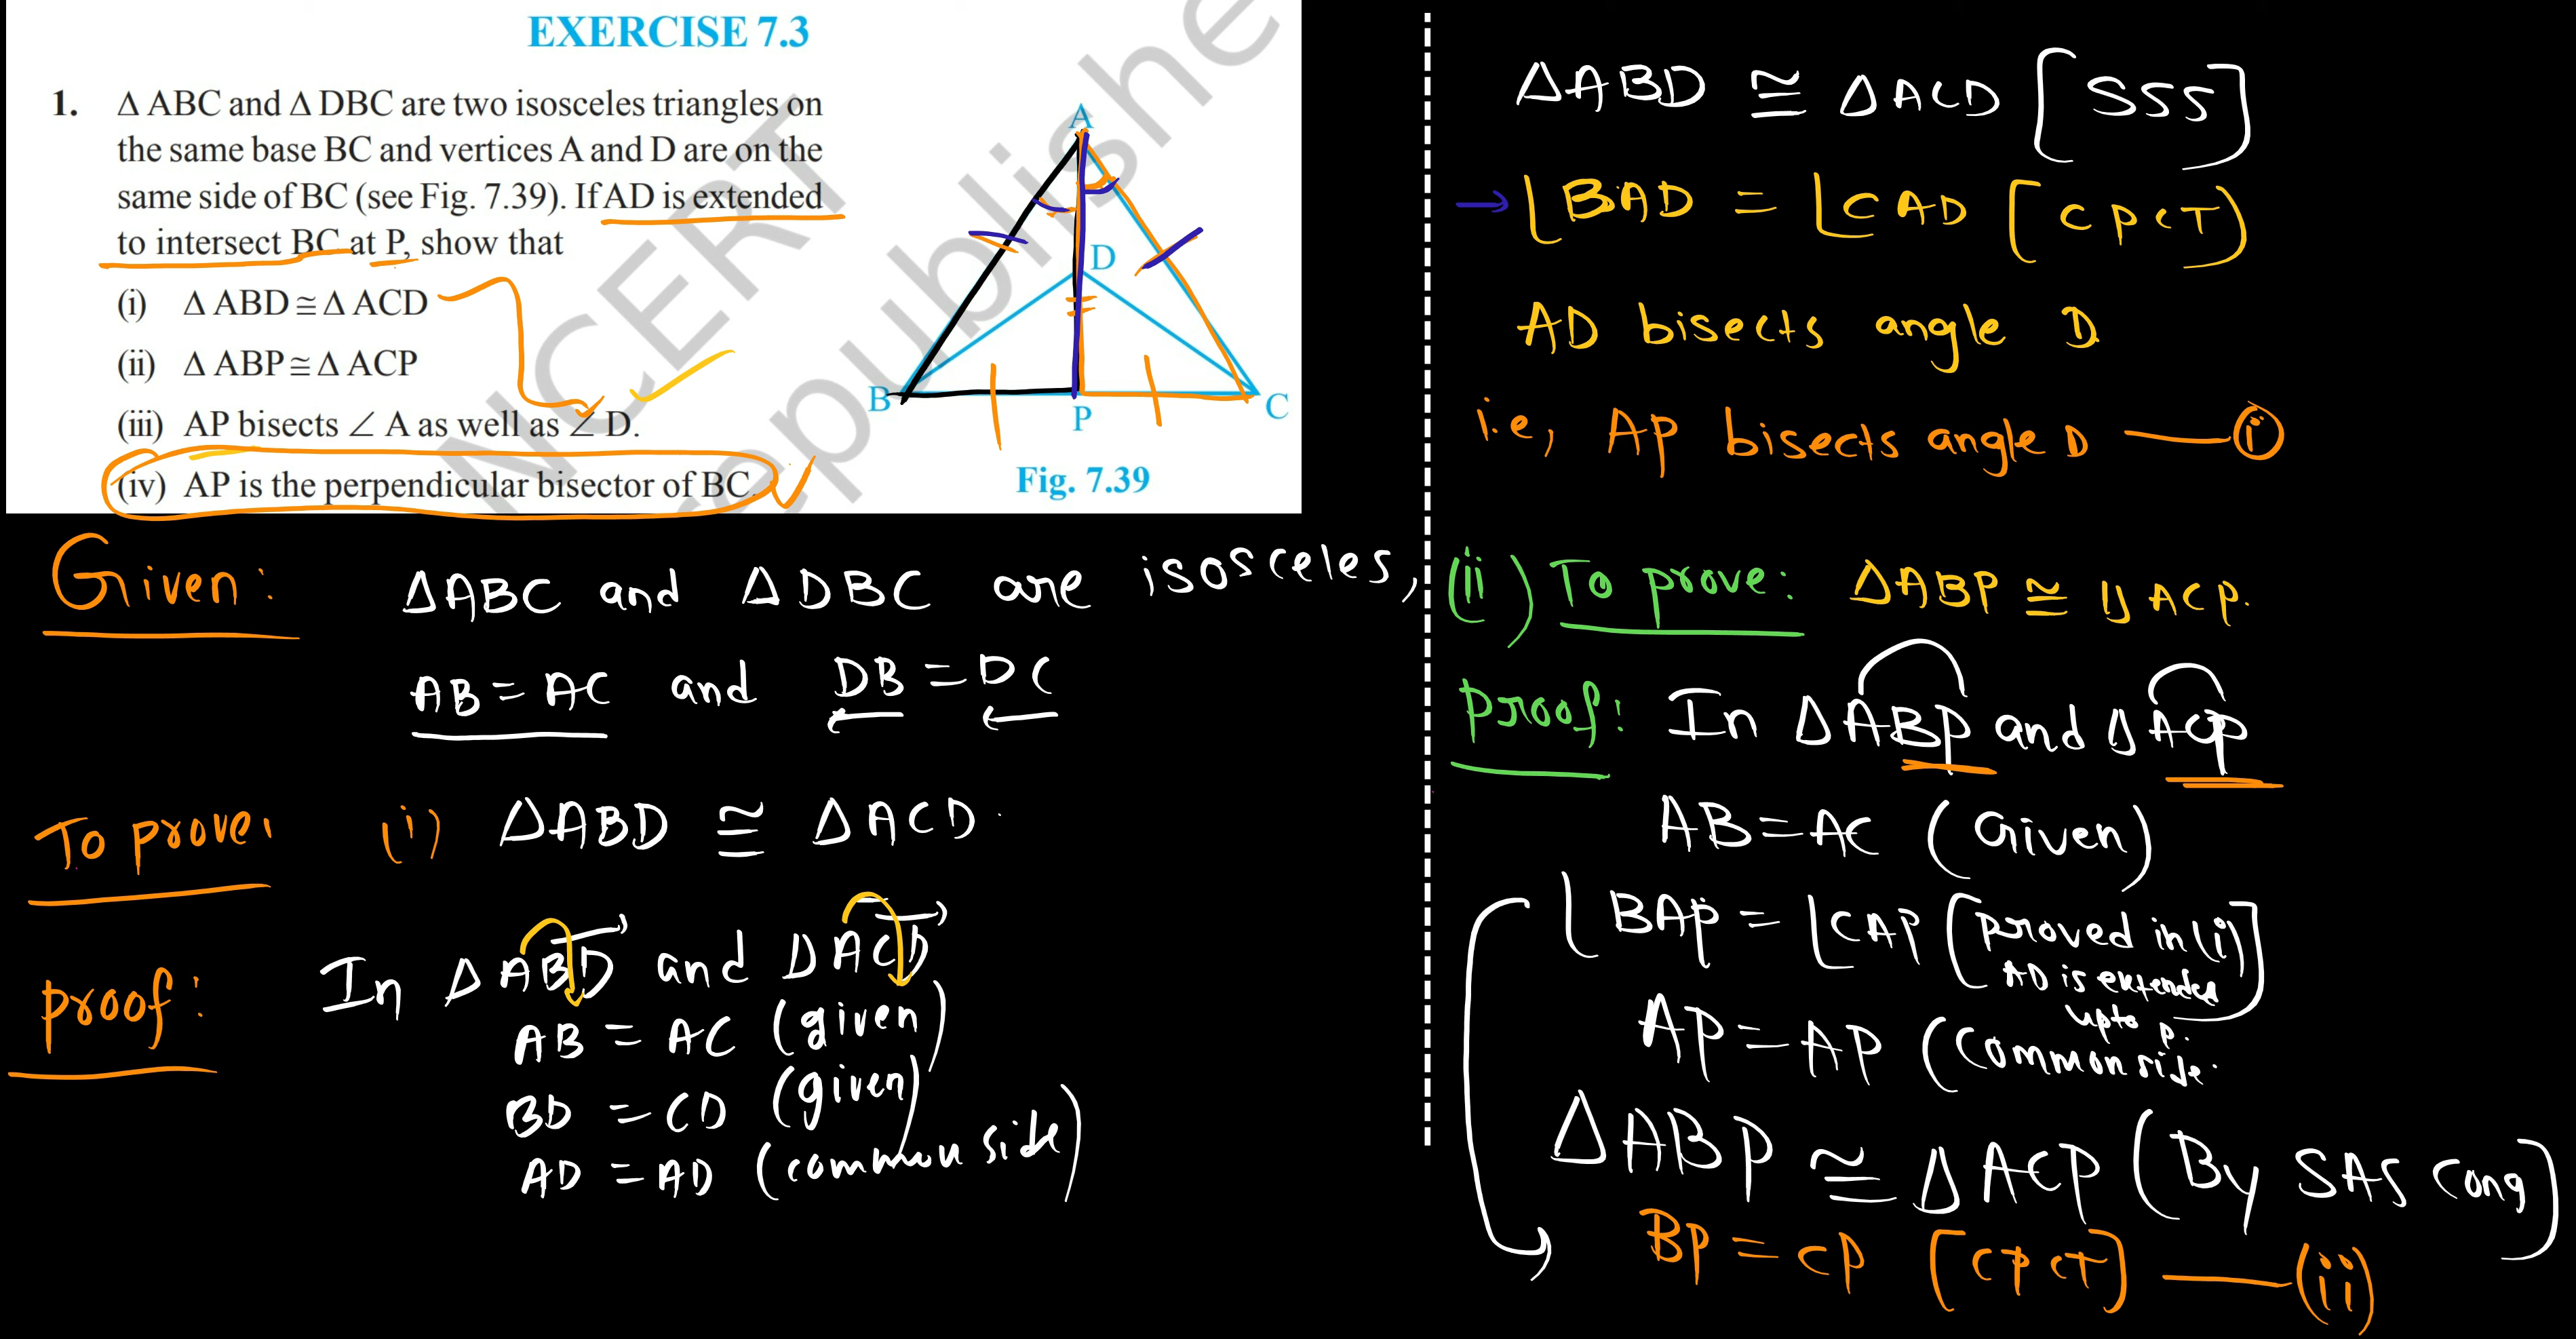 EXERCISE 7.3
1. Δ ABC and Δ DBC are two isosceles triangles on
the same base BC and vertices A and D are on the
same side of BC (see Fig. 7.39). If AD is extended
to intersect BC at P, show that
(i) Δ ABD ≅ Δ ACD
(ii) Δ ABP ≅ Δ ACP
(iii) AP bisects ∠ A as well as ∠ D.
(iv) AP is the perpendicular bisector of BC.
A
D
B
P
C
Fig. 7.39
NCERT
republishe
Given:
ΔABC and ΔDBC are isosceles,
AB = AC and DB = DC
To prove:
(i) ΔABD ≅ ΔACD.
proof:
In ΔABD and ΔACD
AB = AC (given)
BD = CD (given)
AD = AD (common side)
ΔABD ≅ ΔACD [SSS]
→ ∠BAD = ∠CAD [CPCT)
AD bisects angle D
i.e, AP bisects angle D — (i)
(ii) To prove: ΔABP ≅ ΔACP.
proof: In ΔABP and ΔACP
AB = AC (Given)
∠BAP = ∠CAP [proved in (i)
AD is extended
upto p.]
AP = AP (Common side.
ΔABP ≅ ΔACP (By SAS cong)
BP = CP [CPCT] — (ii)